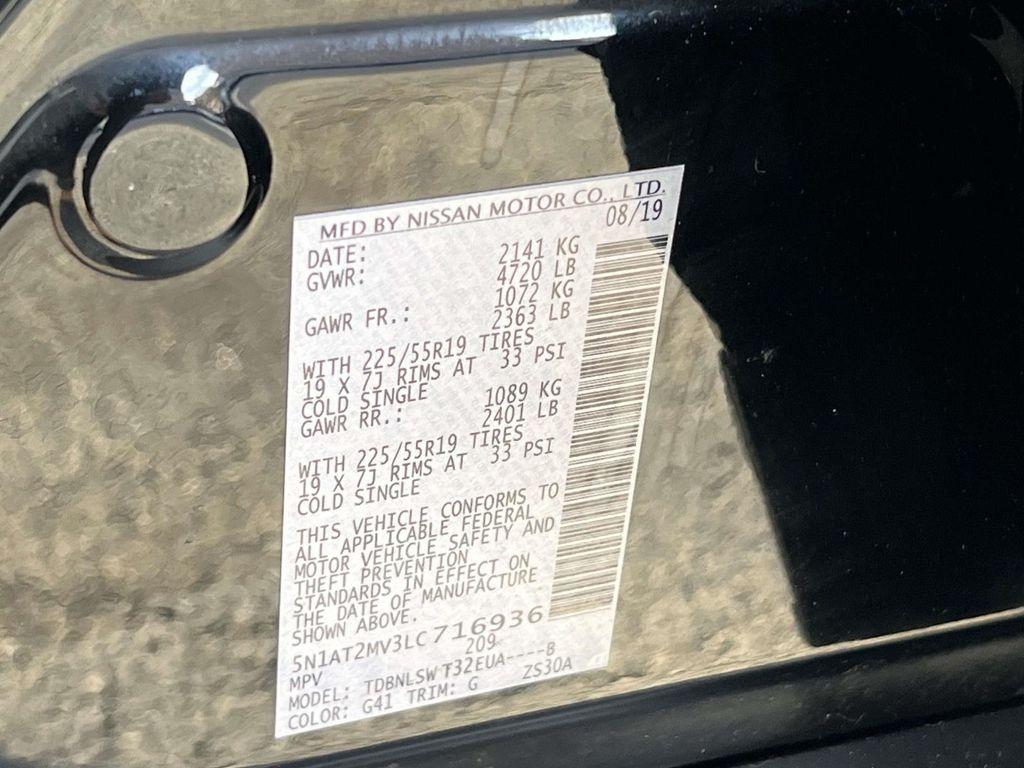 MFD BY NISSAN MOTOR CO., LTD.
DATE: 08/19
GVWR: 2141 KG
4720 LB
GAWR FR.: 1072 KG
2363 LB
WITH 225/55R19 TIRES
19 X 7J RIMS AT 33 PSI
COLD SINGLE
GAWR RR.: 1089 KG
2401 LB
WITH 225/55R19 TIRES
19 X 7J RIMS AT 33 PSI
COLD SINGLE
THIS VEHICLE CONFORMS TO
ALL APPLICABLE FEDERAL
MOTOR VEHICLE SAFETY AND
THEFT PREVENTION
STANDARDS IN EFFECT ON
THE DATE OF MANUFACTURE
SHOWN ABOVE.
5N1AT2MV3LC716936
MPV 209
MODEL: TDBNLSWT32EUA----B
COLOR: G41 TRIM: G ZS30A